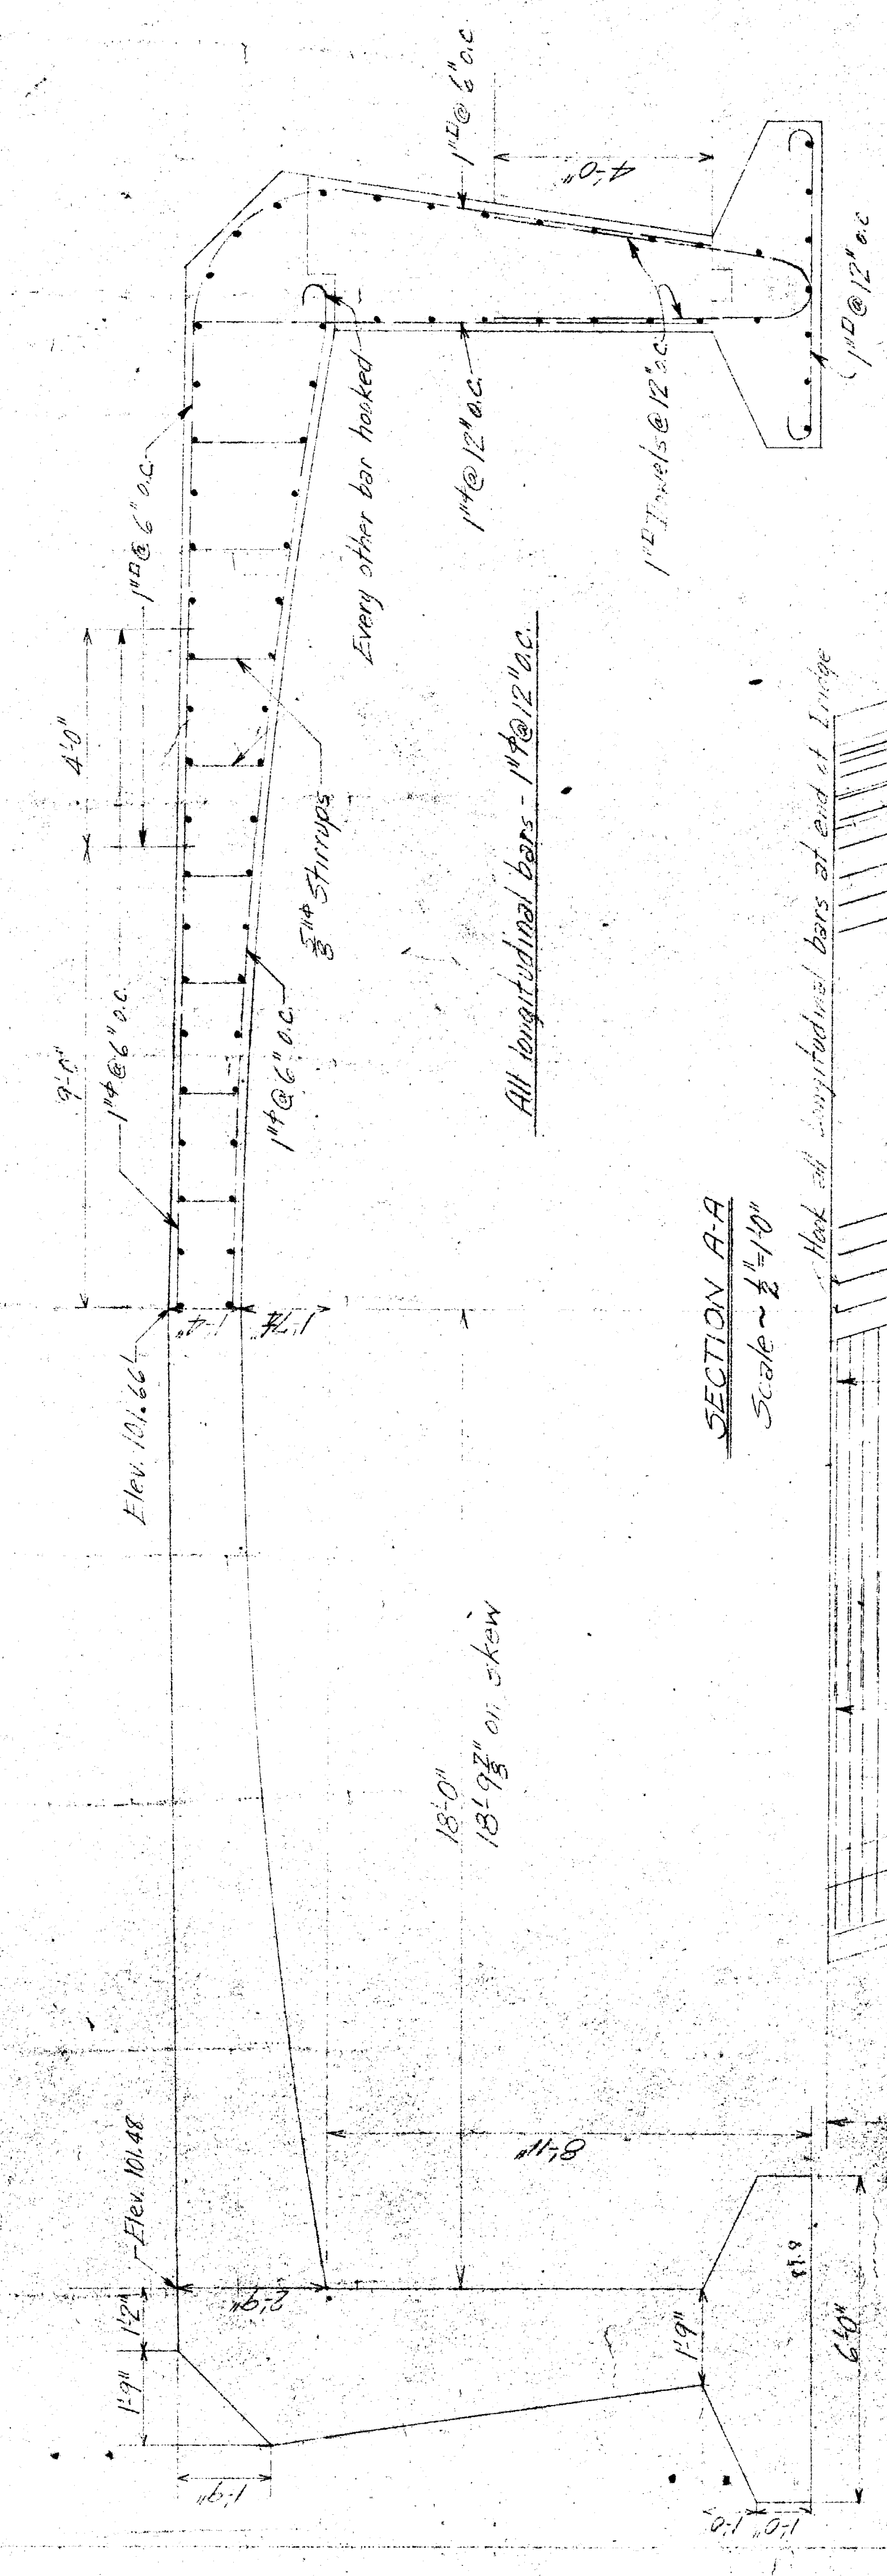 1'-9"
1'-2"
Elev. 101.48
1'-9"
2'-9"
8'-11"
1'-9"
1'-0"
1'-0"
6'-0"
18'-0"
18'-9⅞" on skew
Elev. 101.66
1'-4"
9'-0"
4'-0"
1"ϕ@6" o.c.
1"□@ 6" o.c.
1"ϕ@6" o.c.
⅝"ϕ Stirrups
Every other bar hooked
1"□@ 6" o.c.
4'-0"
1"ϕ@12" o.c.
1"□ Dowels@12" o.c.
1"□@12" o.c.
All longitudinal bars - 1"ϕ@12" o.c.
SECTION A-A
Scale ~ ½"=1'-0"
Hook all longitudinal bars at end of bridge